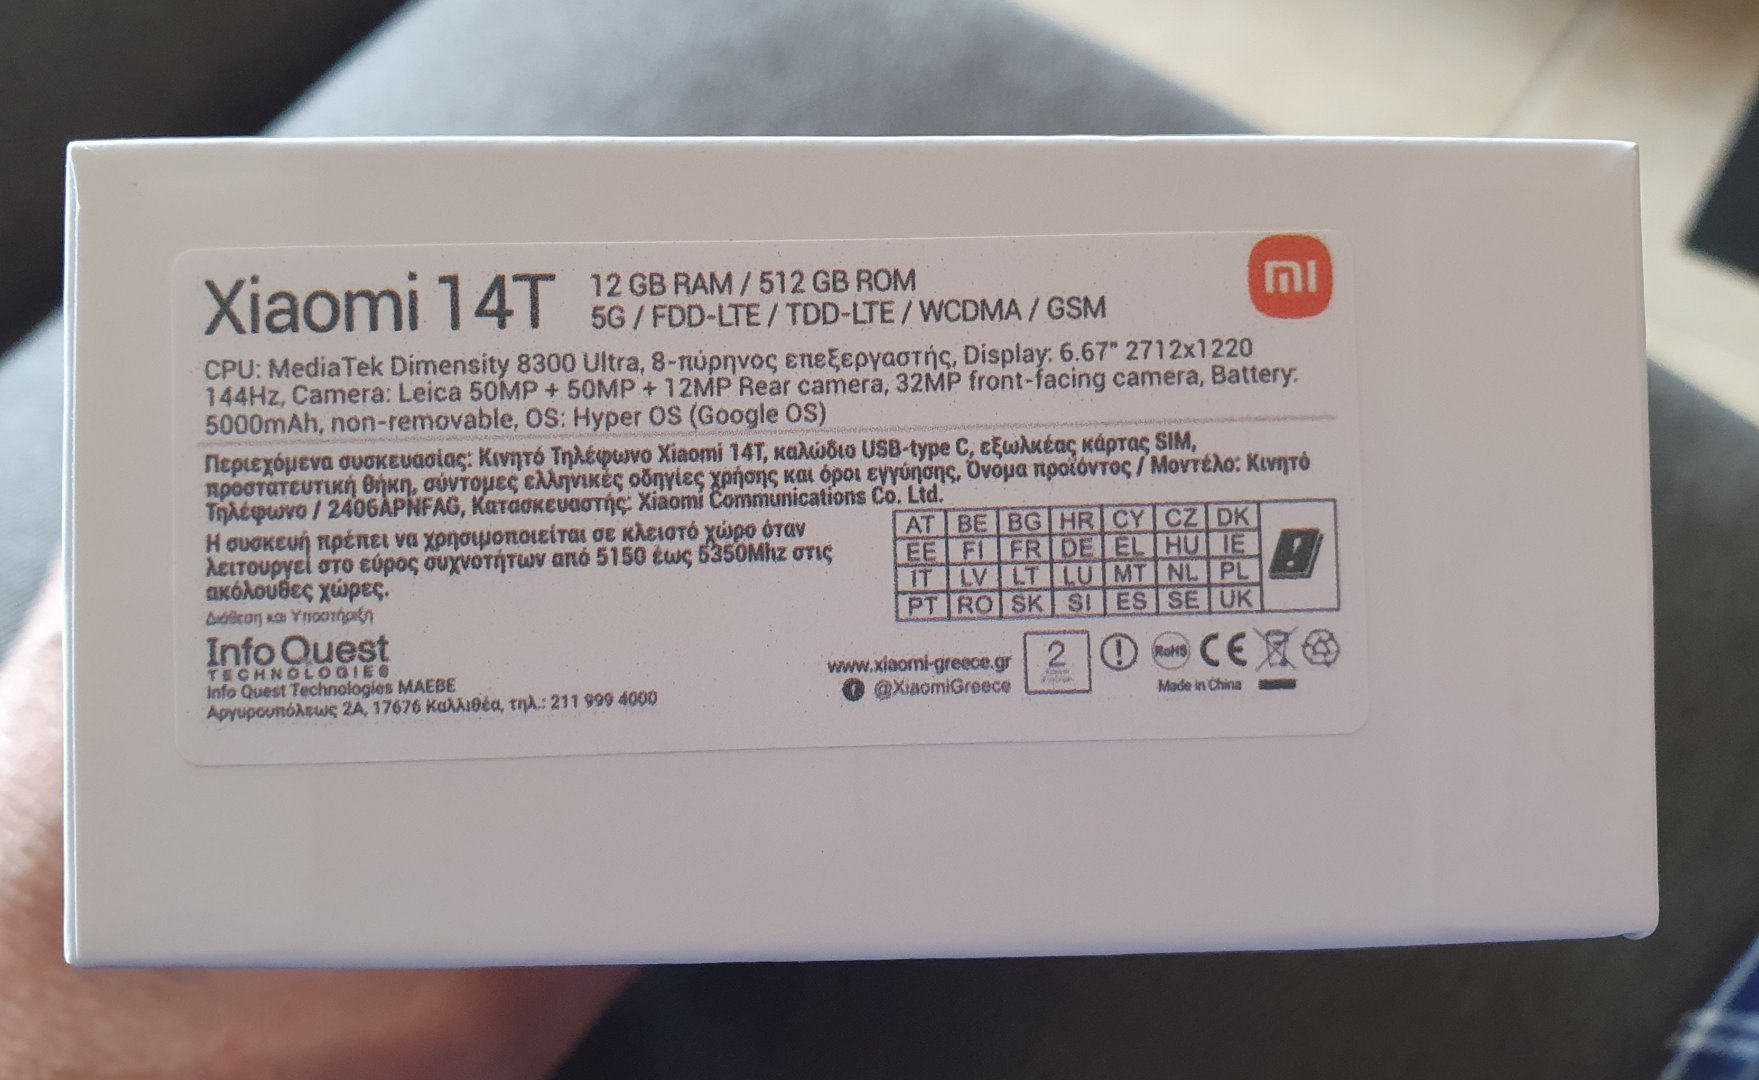 Xiaomi 14T
12 GB RAM / 512 GB ROM
5G / FDD-LTE / TDD-LTE / WCDMA / GSM
mi
CPU: MediaTek Dimensity 8300 Ultra, 8-πύρηνος επεξεργαστής, Display: 6.67" 2712x1220
144Hz, Camera: Leica 50MP + 50MP + 12MP Rear camera, 32MP front-facing camera, Battery:
5000mAh, non-removable, OS: Hyper OS (Google OS)
Περιεχόμενα συσκευασίας: Κινητό Τηλέφωνο Xiaomi 14T, καλώδιο USB-type C, εξωλκέας κάρτας SIM,
προστατευτική θήκη, σύντομες ελληνικές οδηγίες χρήσης και όροι εγγύησης, Όνομα προϊόντος / Μοντέλο: Κινητό
Τηλέφωνο / 2406APNFAG, Κατασκευαστής: Xiaomi Communications Co. Ltd.
Η συσκευή πρέπει να χρησιμοποιείται σε κλειστό χώρο όταν
λειτουργεί στο εύρος συχνοτήτων από 5150 έως 5350Mhz στις
ακόλουθες χώρες.
AT BE BG HR CY CZ DK
EE FI FR DE EL HU IE
IT LV LT LU MT NL PL
PT RO SK SI ES SE UK
Διάθεση και Υποστήριξη
Info Quest
TECHNOLOGIES
Info Quest Technologies ΜΑΕΒΕ
Αργυρουπόλεως 2Α, 17676 Καλλιθέα, τηλ.: 211 999 4000
www.xiaomi-greece.gr
@XiaomiGreece
2
RoHS
CE
Made in China